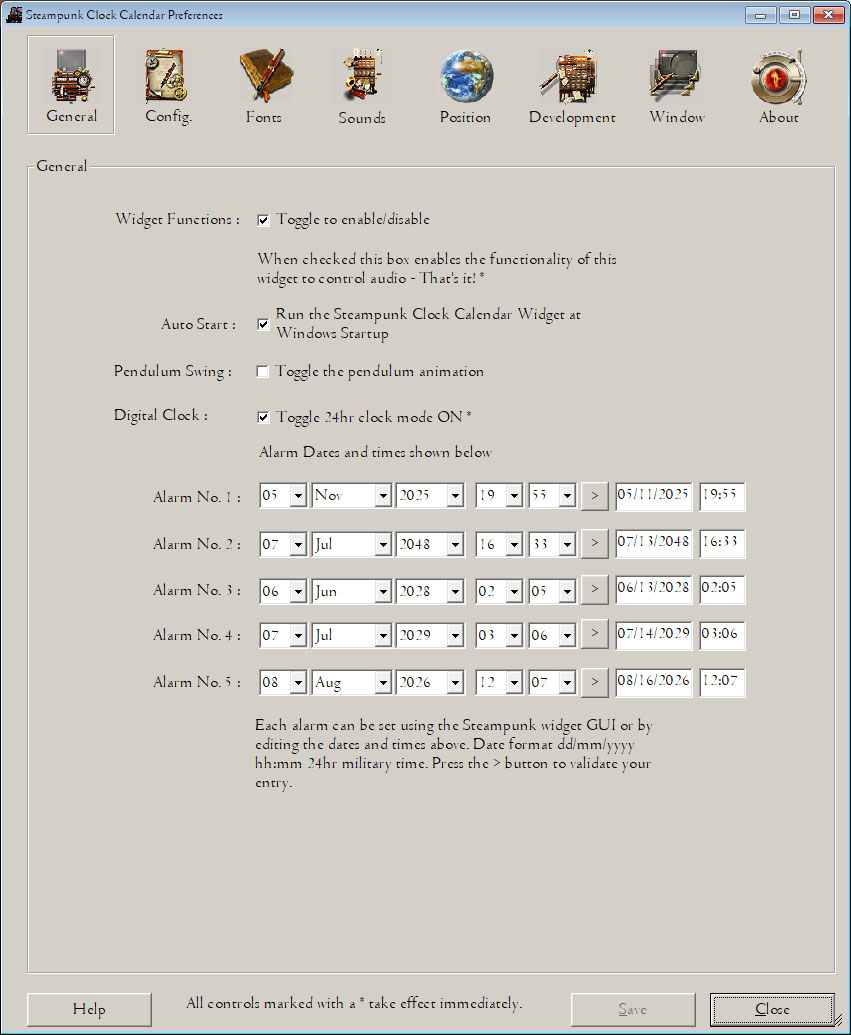 Steampunk Clock Calendar Preferences
General Config. Fonts Sounds Position Development Window About
General
Widget Functions : Toggle to enable/disable
When checked this box enables the functionality of this
widget to control audio - That's it! *
Auto Start : Run the Steampunk Clock Calendar Widget at
Windows Startup
Pendulum Swing : Toggle the pendulum animation
Digital Clock : Toggle 24hr clock mode ON *
Alarm Dates and times shown below
Alarm No. 1 : 05 Nov 2025 19 55 > 05/11/2025 19:55
Alarm No. 2 : 07 Jul 2048 16 33 > 07/13/2048 16:33
Alarm No. 3 : 06 Jun 2028 02 05 > 06/13/2028 02:05
Alarm No. 4 : 07 Jul 2029 03 06 > 07/14/2029 03:06
Alarm No. 5 : 08 Aug 2026 12 07 > 08/16/2026 12:07
Each alarm can be set using the Steampunk widget GUI or by
editing the dates and times above. Date format dd/mm/yyyy
hh:mm 24hr military time. Press the > button to validate your
entry.
Help All controls marked with a * take effect immediately. Save Close